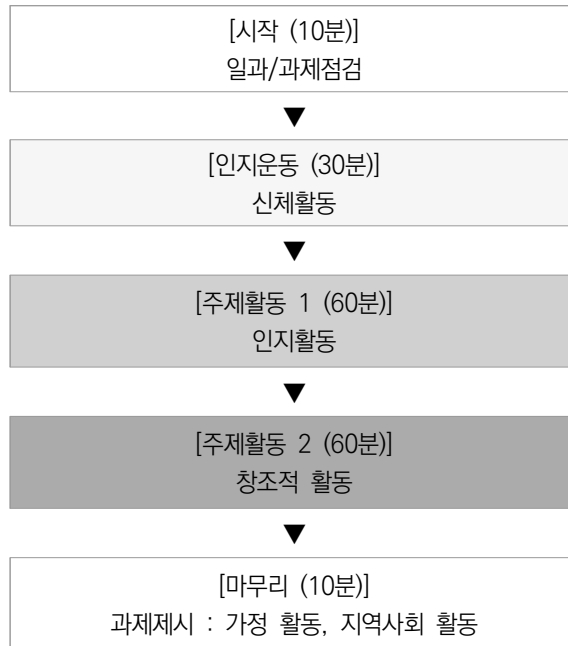 [시작 (10분)]
일과/과제점검
▼
[인지운동 (30분)]
신체활동
▼
[주제활동 1 (60분)]
인지활동
▼
[주제활동 2 (60분)]
창조적 활동
▼
[마무리 (10분)]
과제제시 : 가정 활동, 지역사회 활동